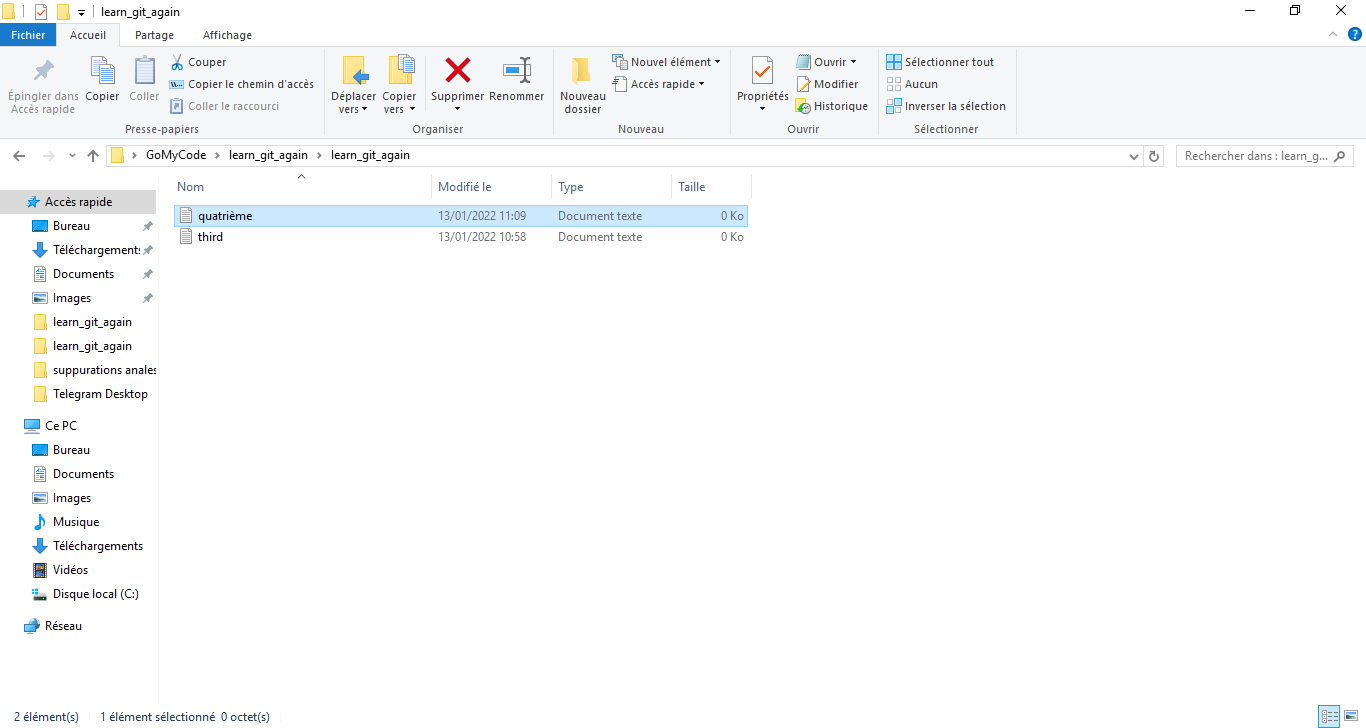 learn_git_again
Fichier Accueil Partage Affichage
Épingler dans Accès rapide
Copier
Coller
Couper
Copier le chemin d'accès
Coller le raccourci
Presse-papiers
Déplacer vers
Copier vers
Supprimer
Renommer
Organiser
Nouveau dossier
Nouvel élément
Accès rapide
Nouveau
Propriétés
Ouvrir
Modifier
Historique
Ouvrir
Sélectionner tout
Aucun
Inverser la sélection
Sélectionner
GoMyCode > learn_git_again > learn_git_again
Rechercher dans : learn_g...
Nom Modifié le Type Taille
quatrième 13/01/2022 11:09 Document texte 0 Ko
third 13/01/2022 10:58 Document texte 0 Ko
Accès rapide
Bureau
Téléchargements
Documents
Images
learn_git_again
learn_git_again
suppurations anales
Telegram Desktop
Ce PC
Bureau
Documents
Images
Musique
Téléchargements
Vidéos
Disque local (C:)
Réseau
2 élément(s) 1 élément sélectionné 0 octet(s)